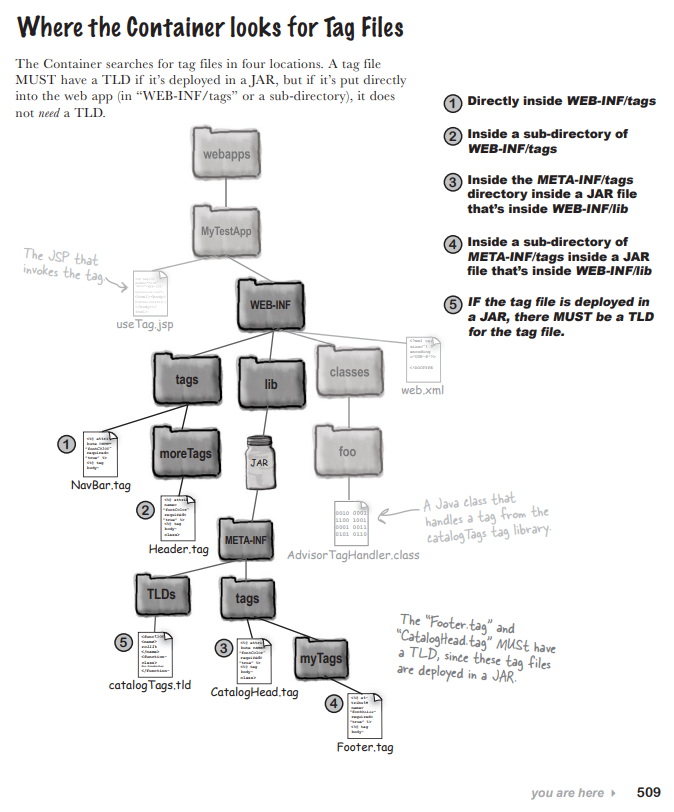 Where the Container looks for Tag Files
The Container searches for tag files in four locations. A tag file
MUST have a TLD if it's deployed in a JAR, but if it's put directly
into the web app (in "WEB-INF/tags" or a sub-directory), it does
not need a TLD.
1 Directly inside WEB-INF/tags
2 Inside a sub-directory of
WEB-INF/tags
3 Inside the META-INF/tags
directory inside a JAR file
that's inside WEB-INF/lib
4 Inside a sub-directory of
META-INF/tags inside a JAR
file that's inside WEB-INF/lib
5 IF the tag file is deployed in
a JAR, there MUST be a TLD
for the tag file.
webapps
MyTestApp
The JSP that
invokes the tag.
useTag.jsp
WEB-INF
web.xml
tags
lib
classes
1
NavBar.tag
moreTags
JAR
foo
2
Header.tag
0010 0001
1100 1001
0001 0011
0101 0110
AdvisorTagHandler.class
A Java class that
handles a tag from the
catalogTags tag library.
META-INF
TLDs
tags
5
catalogTags.tld
3
CatalogHead.tag
myTags
4
Footer.tag
The "Footer.tag" and
"CatalogHead.tag" MUST have
a TLD, since these tag files
are deployed in a JAR.
you are here
509